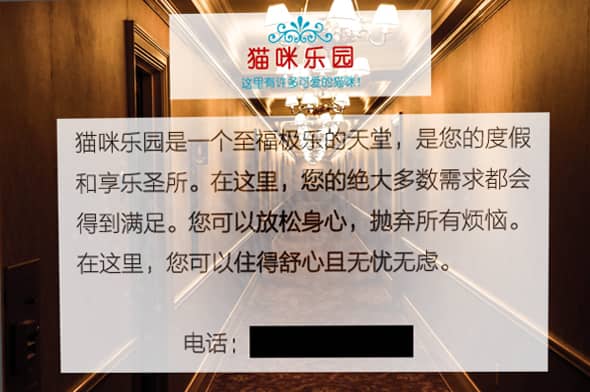 猫咪乐园
这里有许多可爱的猫咪！
猫咪乐园是一个至福极乐的天堂，是您的度假
和享乐圣所。在这里，您的绝大多数需求都会
得到满足。您可以放松身心，抛弃所有烦恼。
在这里，您可以住得舒心且无忧无虑。
电话：